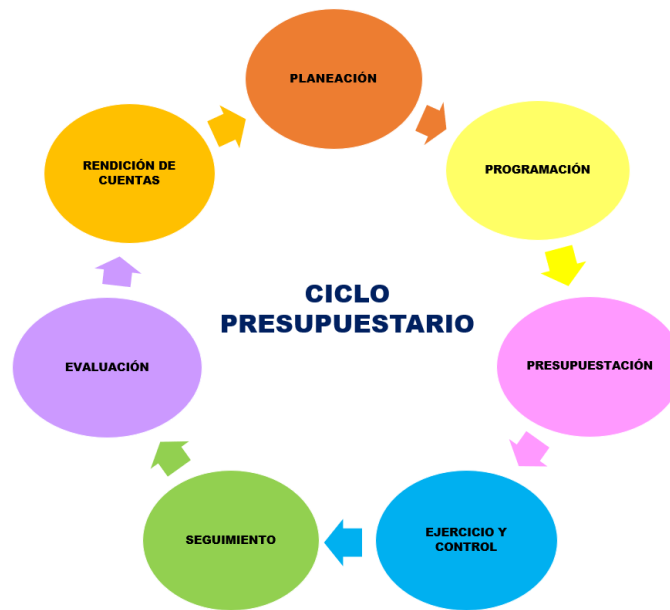 PLANEACIÓN
PROGRAMACIÓN
PRESUPUESTACIÓN
EJERCICIO Y
CONTROL
SEGUIMIENTO
EVALUACIÓN
RENDICIÓN DE
CUENTAS
CICLO
PRESUPUESTARIO